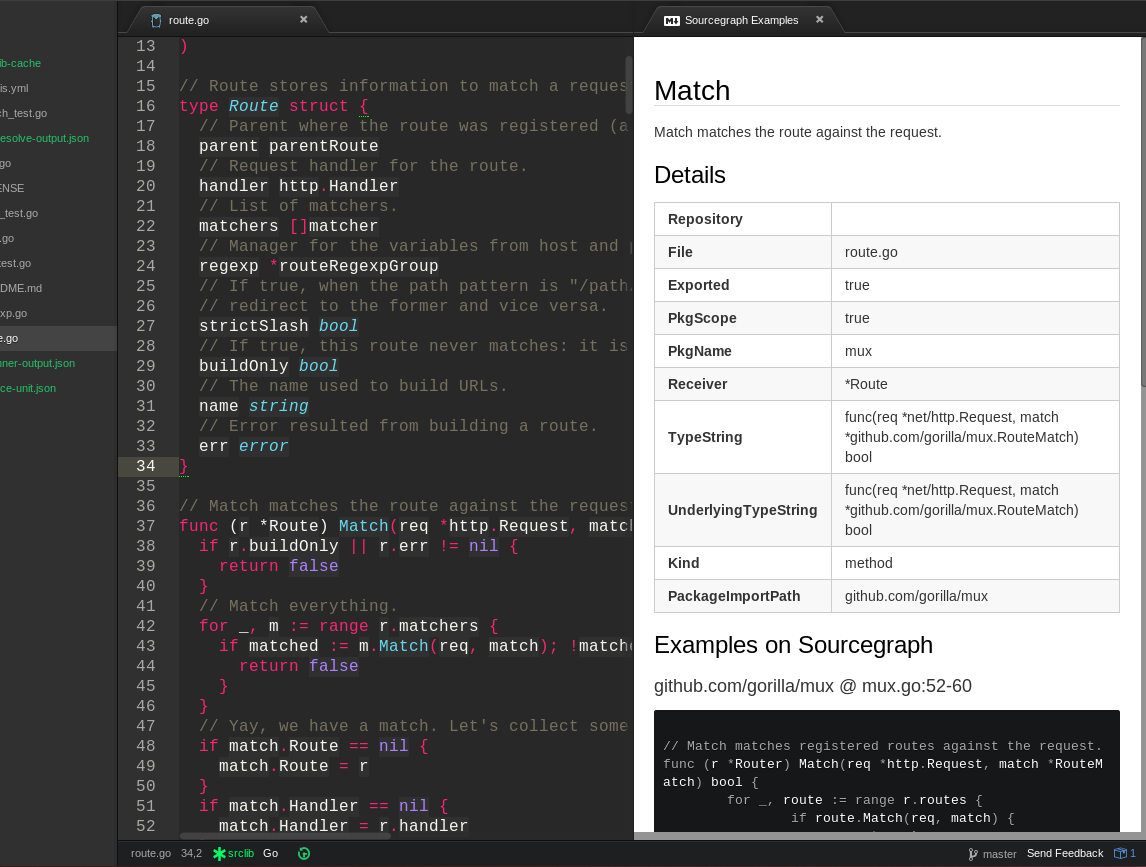 route.go
Sourcegraph Examples
ib-cache
is.yml
ch_test.go
esolve-output.json
go
ENSE
_test.go
.go
test.go
DME.md
xp.go
e.go
nner-output.json
ce-unit.json
13 )
14
15 // Route stores information to match a reques
16 type Route struct {
17 // Parent where the route was registered (a
18 parent parentRoute
19 // Request handler for the route.
20 handler http.Handler
21 // List of matchers.
22 matchers []matcher
23 // Manager for the variables from host and p
24 regexp *routeRegexpGroup
25 // If true, when the path pattern is "/path
26 // redirect to the former and vice versa.
27 strictSlash bool
28 // If true, this route never matches: it is
29 buildOnly bool
30 // The name used to build URLs.
31 name string
32 // Error resulted from building a route.
33 err error
34 }
35
36 // Match matches the route against the request
37 func (r *Route) Match(req *http.Request, match
38 if r.buildOnly || r.err != nil {
39 return false
40 }
41 // Match everything.
42 for _, m := range r.matchers {
43 if matched := m.Match(req, match); !matche
44 return false
45 }
46 }
47 // Yay, we have a match. Let's collect some
48 if match.Route == nil {
49 match.Route = r
50 }
51 if match.Handler == nil {
52 match.Handler = r.handler
Match
Match matches the route against the request.
Details
Repository
File route.go
Exported true
PkgScope true
PkgName mux
Receiver *Route
TypeString func(req *net/http.Request, match
*github.com/gorilla/mux.RouteMatch)
bool
UnderlyingTypeString func(req *net/http.Request, match
*github.com/gorilla/mux.RouteMatch)
bool
Kind method
PackageImportPath github.com/gorilla/mux
Examples on Sourcegraph
github.com/gorilla/mux @ mux.go:52-60
// Match matches registered routes against the request.
func (r *Router) Match(req *http.Request, match *RouteM
atch) bool {
for _, route := range r.routes {
if route.Match(req, match) {
route.go 34,2 srclib Go
master Send Feedback 1